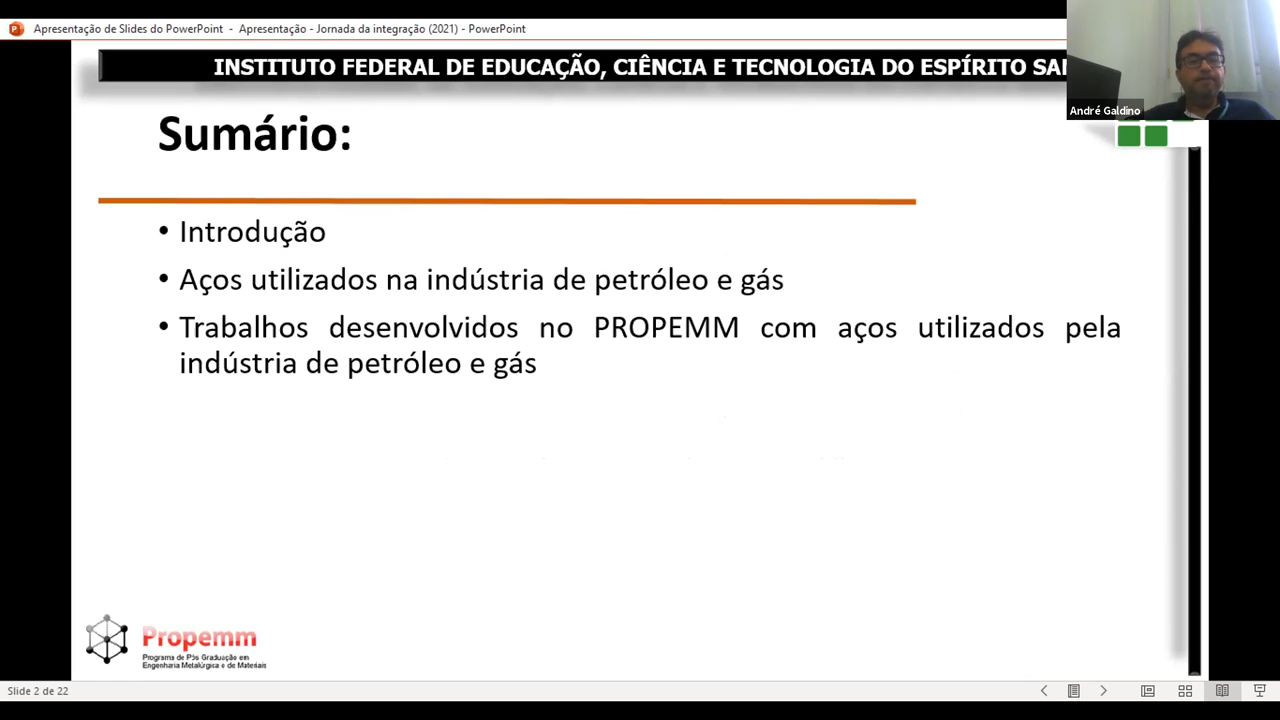 Apresentação de Slides do PowerPoint - Apresentação - Jornada da integração (2021) - PowerPoint
INSTITUTO FEDERAL DE EDUCAÇÃO, CIÊNCIA E TECNOLOGIA DO ESPÍRITO
André Galdino
Sumário:
• Introdução
• Aços utilizados na indústria de petróleo e gás
• Trabalhos desenvolvidos no PROPEMM com aços utilizados pela
indústria de petróleo e gás
Propemm
Programa de Pós Graduação em
Engenharia Metalúrgica e de Materiais
Slide 2 de 22